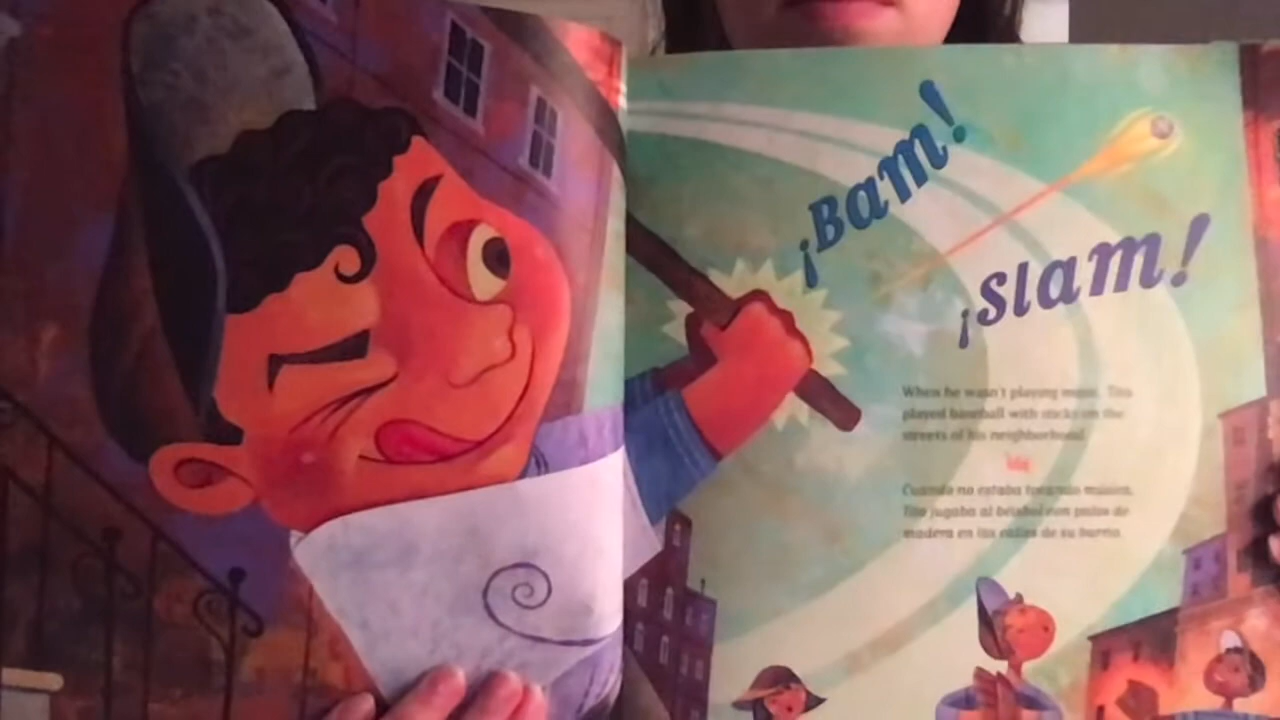 ¡Bam!
¡Slam!
When he wasn't playing music, Tito
played baseball with sticks on the
streets of his neighborhood.
Cuando no estaba tocando música,
Tito jugaba al béisbol con palos de
madera en las calles de su barrio.